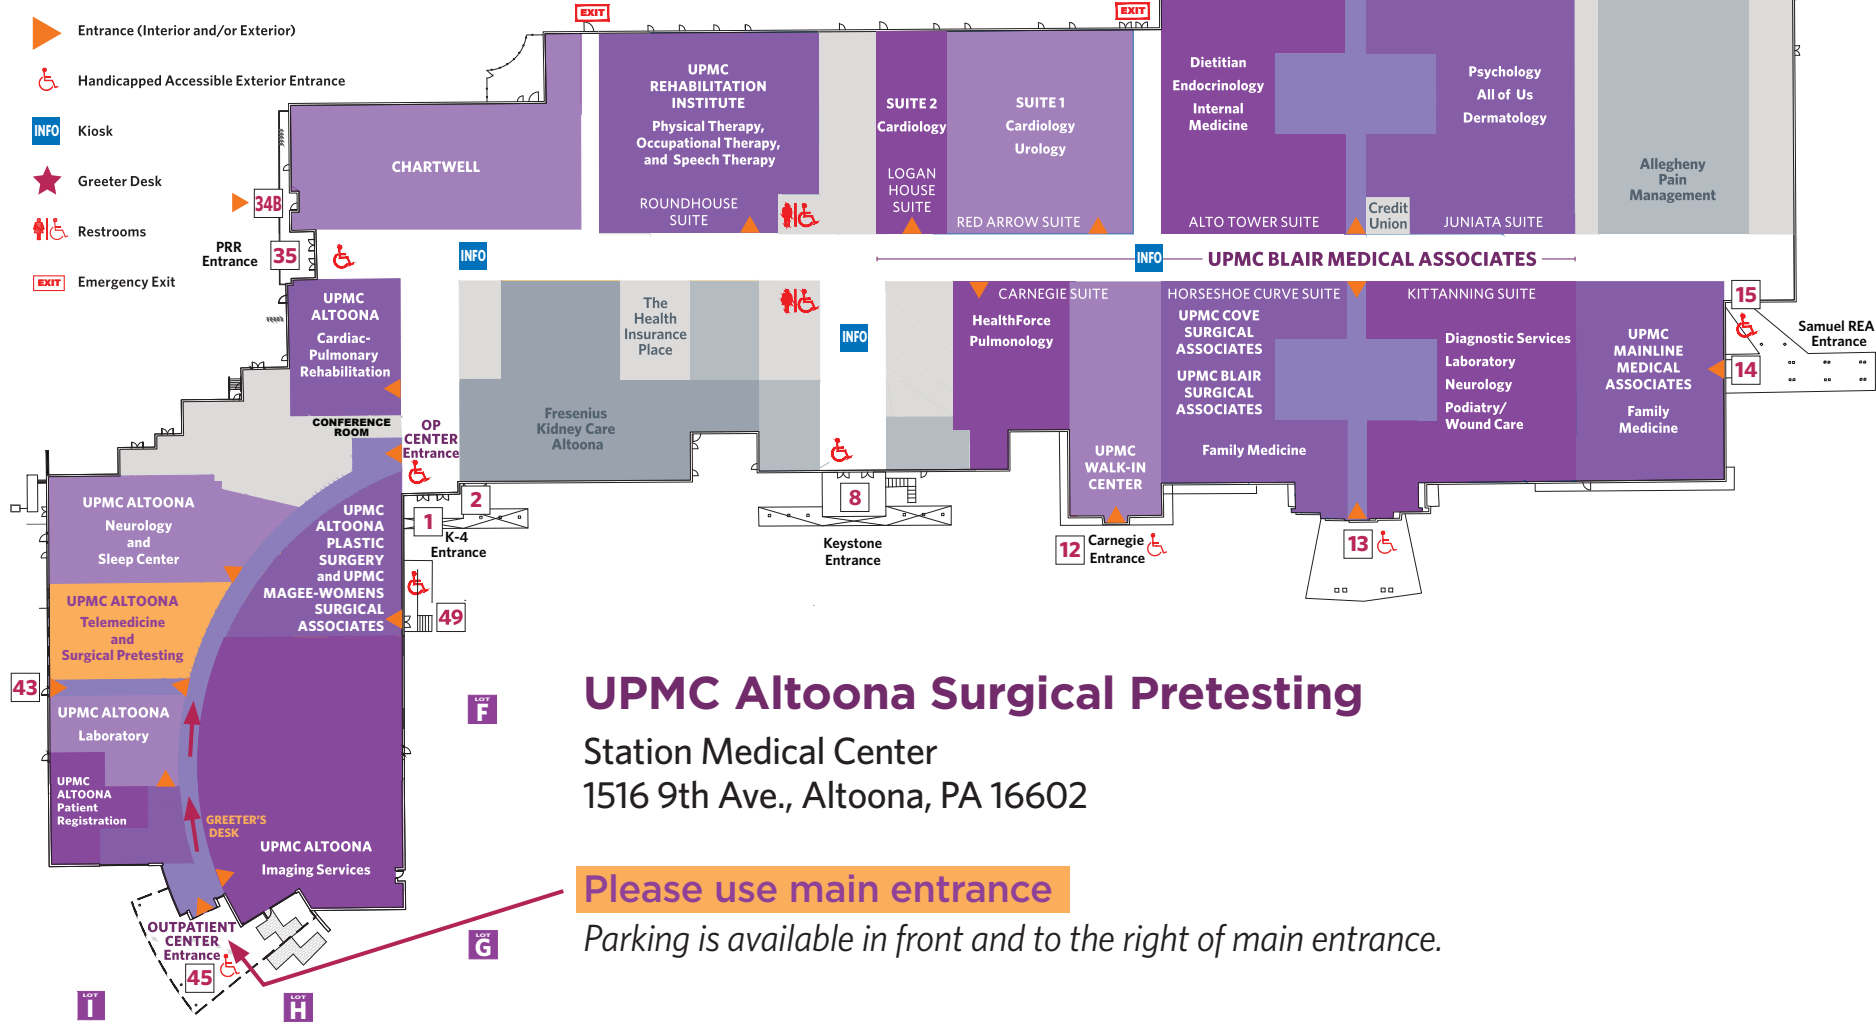 Entrance (Interior and/or Exterior)
Handicapped Accessible Exterior Entrance
INFO
Kiosk
Greeter Desk
Restrooms
EXIT
Emergency Exit
EXIT
EXIT
CHARTWELL
34B
PRR
Entrance
35
UPMC
REHABILITATION
INSTITUTE
Physical Therapy,
Occupational Therapy,
and Speech Therapy
ROUNDHOUSE
SUITE
SUITE 2
Cardiology
LOGAN
HOUSE
SUITE
SUITE 1
Cardiology
Urology
RED ARROW SUITE
Dietitian
Endocrinology
Internal
Medicine
ALTO TOWER SUITE
Credit
Union
Psychology
All of Us
Dermatology
JUNIATA SUITE
Allegheny
Pain
Management
INFO
INFO
UPMC BLAIR MEDICAL ASSOCIATES
UPMC
ALTOONA
Cardiac-
Pulmonary
Rehabilitation
The
Health
Insurance
Place
INFO
CARNEGIE SUITE
HealthForce
Pulmonology
HORSESHOE CURVE SUITE
UPMC COVE
SURGICAL
ASSOCIATES
UPMC BLAIR
SURGICAL
ASSOCIATES
Family Medicine
KITTANNING SUITE
Diagnostic Services
Laboratory
Neurology
Podiatry/
Wound Care
UPMC
MAINLINE
MEDICAL
ASSOCIATES
Family
Medicine
15
Samuel REA
Entrance
14
CONFERENCE
ROOM
OP
CENTER
Entrance
Fresenius
Kidney Care
Altoona
UPMC
WALK-IN
CENTER
2
1
K-4
Entrance
8
Keystone
Entrance
12
Carnegie
Entrance
13
UPMC ALTOONA
Neurology
and
Sleep Center
UPMC
ALTOONA
PLASTIC
SURGERY
and UPMC
MAGEE-WOMENS
SURGICAL
ASSOCIATES
49
UPMC ALTOONA
Telemedicine
and
Surgical Pretesting
43
UPMC ALTOONA
Laboratory
UPMC
ALTOONA
Patient
Registration
GREETER'S
DESK
UPMC ALTOONA
Imaging Services
OUTPATIENT
CENTER
Entrance
45
LOT
F
LOT
G
LOT
H
LOT
I
UPMC Altoona Surgical Pretesting
Station Medical Center
1516 9th Ave., Altoona, PA 16602
Please use main entrance
Parking is available in front and to the right of main entrance.